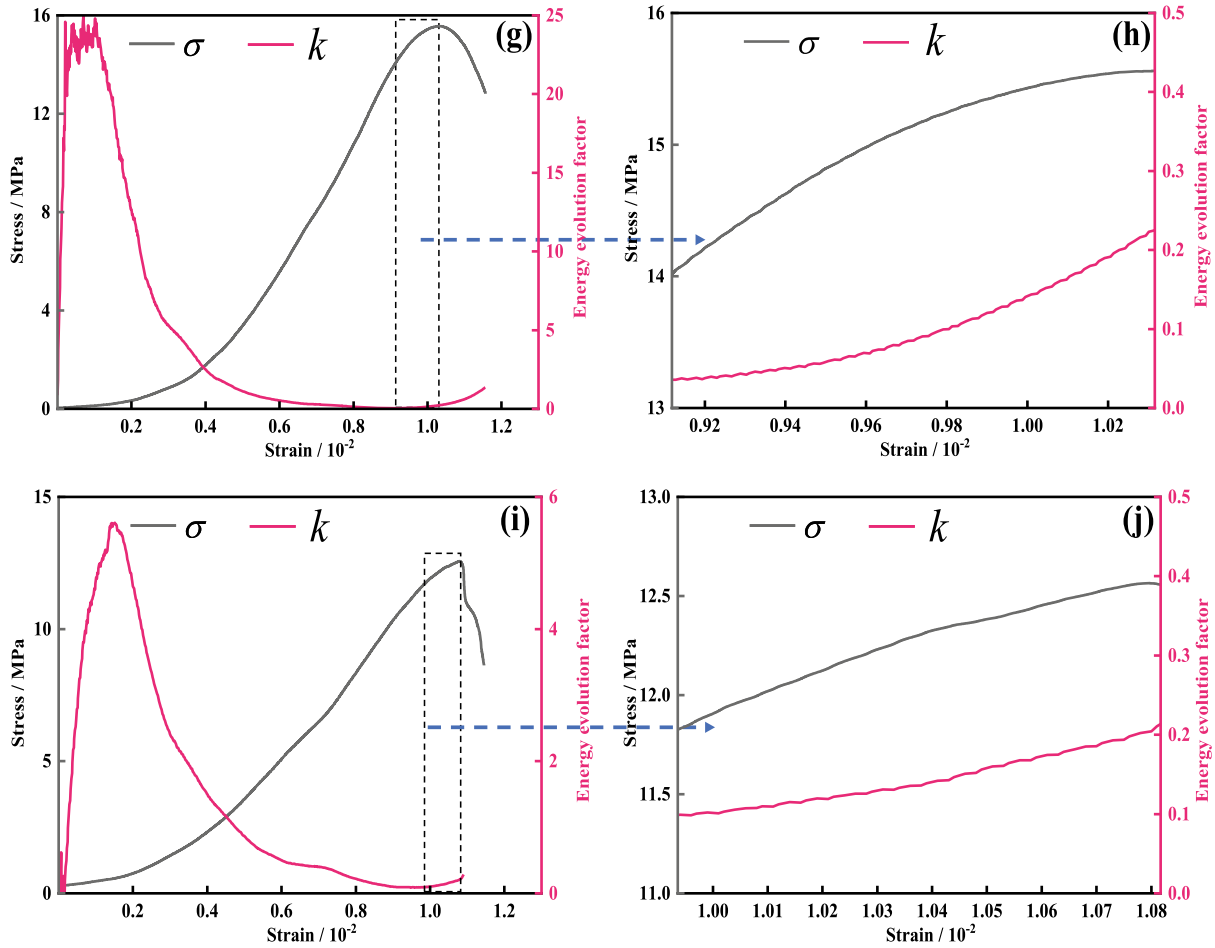 (g)
σ k
Stress / MPa
16
12
8
4
0
25
20
15
10
5
0
Energy evolution factor
0.2 0.4 0.6 0.8 1.0 1.2
Strain / 10⁻²
(h)
σ k
Stress / MPa
16
15
14
13
0.5
0.4
0.3
0.2
0.1
0.0
Energy evolution factor
0.92 0.94 0.96 0.98 1.00 1.02
Strain / 10⁻²
(i)
σ k
Stress / MPa
15
10
5
0
6
4
2
0
Energy evolution factor
0.2 0.4 0.6 0.8 1.0 1.2
Strain / 10⁻²
(j)
σ k
Stress / MPa
13.0
12.5
12.0
11.5
11.0
0.5
0.4
0.3
0.2
0.1
0.0
Energy evolution factor
1.00 1.01 1.02 1.03 1.04 1.05 1.06 1.07 1.08
Strain / 10⁻²